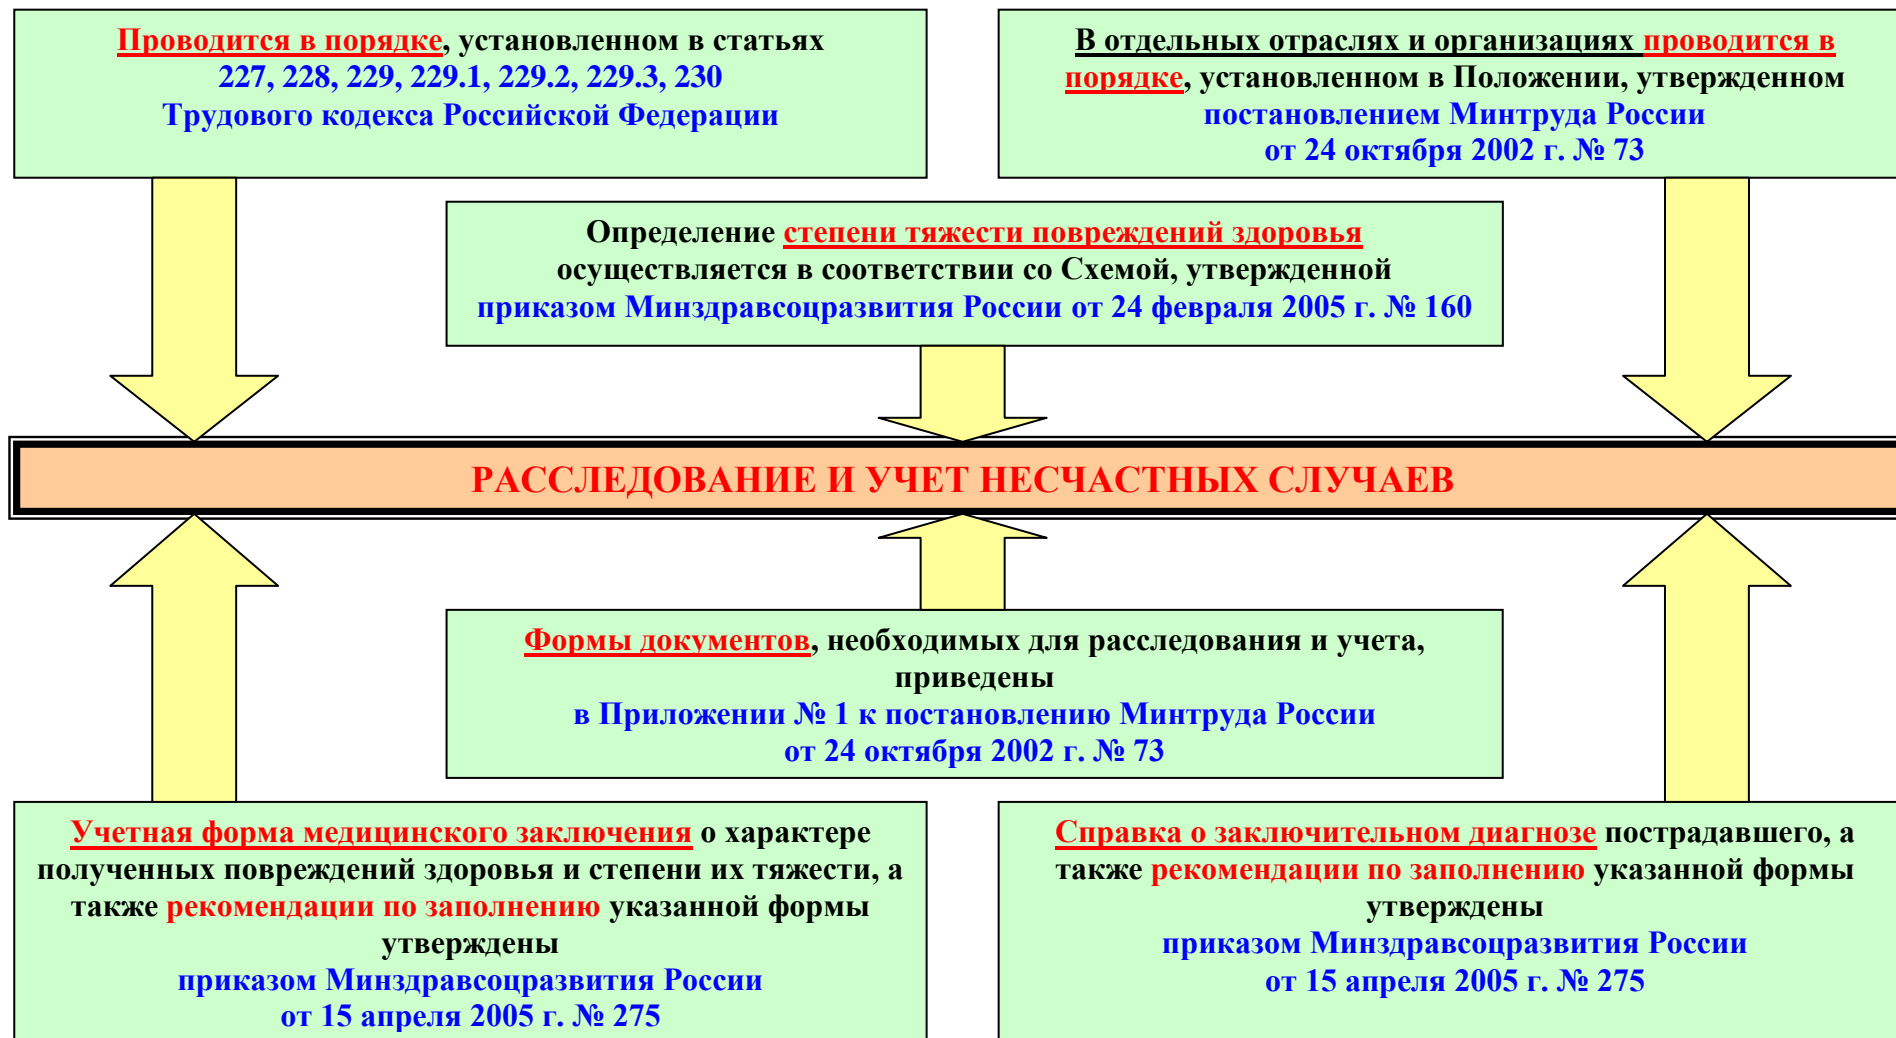 Проводится в порядке, установленном в статьях
227, 228, 229, 229.1, 229.2, 229.3, 230
Трудового кодекса Российской Федерации
В отдельных отраслях и организациях проводится в
порядке, установленном в Положении, утвержденном
постановлением Минтруда России
от 24 октября 2002 г. № 73
Определение степени тяжести повреждений здоровья
осуществляется в соответствии со Схемой, утвержденной
приказом Минздравсоцразвития России от 24 февраля 2005 г. № 160
РАССЛЕДОВАНИЕ И УЧЕТ НЕСЧАСТНЫХ СЛУЧАЕВ
Формы документов, необходимых для расследования и учета,
приведены
в Приложении № 1 к постановлению Минтруда России
от 24 октября 2002 г. № 73
Учетная форма медицинского заключения о характере
полученных повреждений здоровья и степени их тяжести, а
также рекомендации по заполнению указанной формы
утверждены
приказом Минздравсоцразвития России
от 15 апреля 2005 г. № 275
Справка о заключительном диагнозе пострадавшего, а
также рекомендации по заполнению указанной формы
утверждены
приказом Минздравсоцразвития России
от 15 апреля 2005 г. № 275